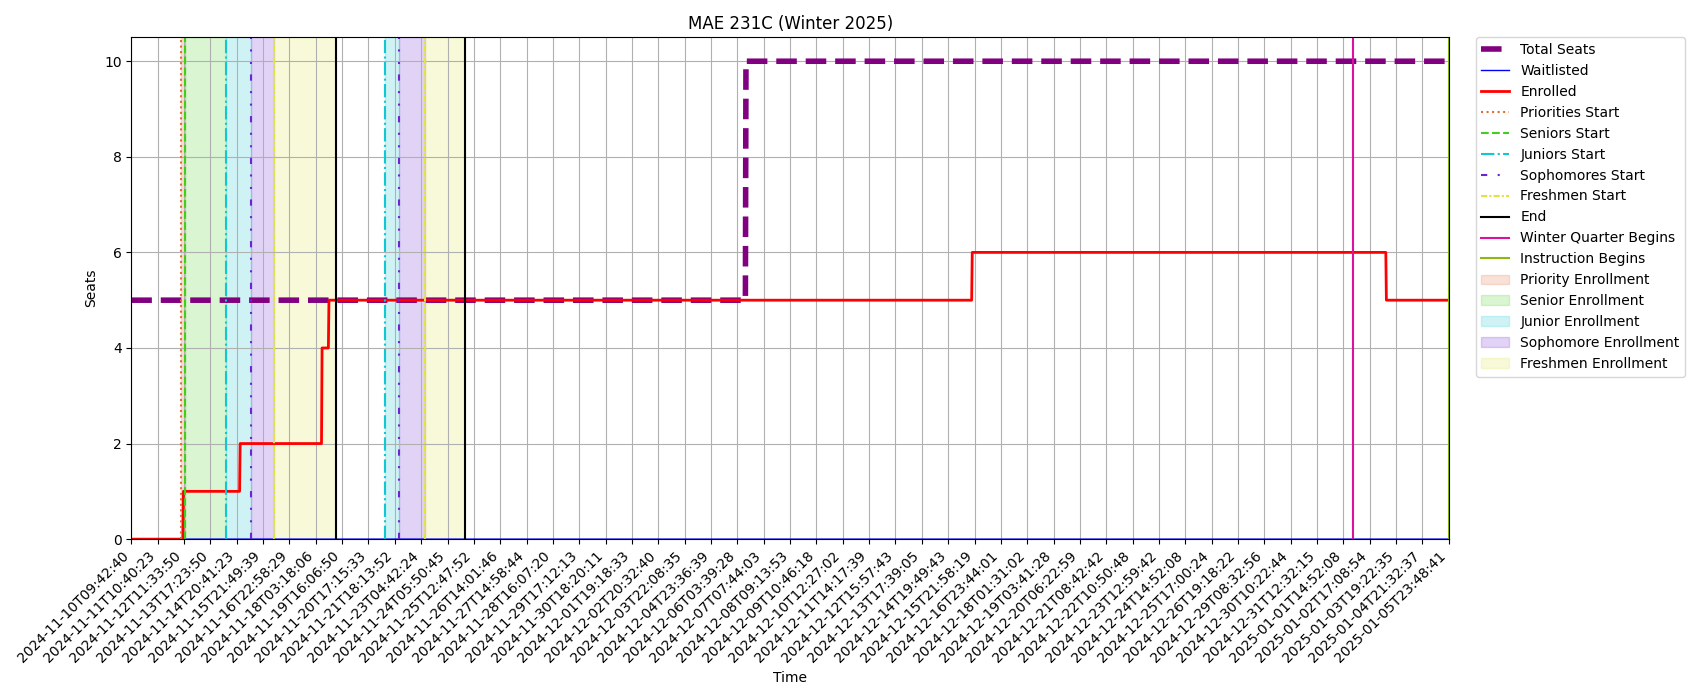 MAE 231C (Winter 2025)
Seats
10
8
6
4
2
0
2024-11-10T09:42:40
2024-11-11T10:40:23
2024-11-12T11:33:50
2024-11-13T17:23:50
2024-11-14T20:41:23
2024-11-15T21:49:39
2024-11-16T22:58:29
2024-11-18T03:18:06
2024-11-19T16:06:50
2024-11-20T17:15:33
2024-11-21T18:13:52
2024-11-23T04:42:24
2024-11-24T05:50:45
2024-11-25T12:47:52
2024-11-26T14:01:46
2024-11-27T14:58:44
2024-11-28T16:07:20
2024-11-29T17:12:13
2024-11-30T18:20:11
2024-12-01T19:18:33
2024-12-02T20:32:40
2024-12-03T22:08:35
2024-12-04T23:36:39
2024-12-06T03:39:28
2024-12-07T07:44:03
2024-12-08T09:13:53
2024-12-09T10:46:18
2024-12-10T12:27:02
2024-12-11T14:17:39
2024-12-12T15:57:43
2024-12-13T17:39:05
2024-12-14T19:49:43
2024-12-15T21:58:19
2024-12-16T23:44:01
2024-12-18T01:31:02
2024-12-19T03:41:28
2024-12-20T06:22:59
2024-12-21T08:42:42
2024-12-22T10:50:48
2024-12-23T12:59:42
2024-12-24T14:52:08
2024-12-25T17:00:24
2024-12-26T19:18:22
2024-12-29T08:32:56
2024-12-30T10:22:44
2024-12-31T12:32:15
2025-01-01T14:52:08
2025-01-02T17:08:54
2025-01-03T19:22:35
2025-01-04T21:32:37
2025-01-05T23:48:41
Time
Total Seats
Waitlisted
Enrolled
Priorities Start
Seniors Start
Juniors Start
Sophomores Start
Freshmen Start
End
Winter Quarter Begins
Instruction Begins
Priority Enrollment
Senior Enrollment
Junior Enrollment
Sophomore Enrollment
Freshmen Enrollment